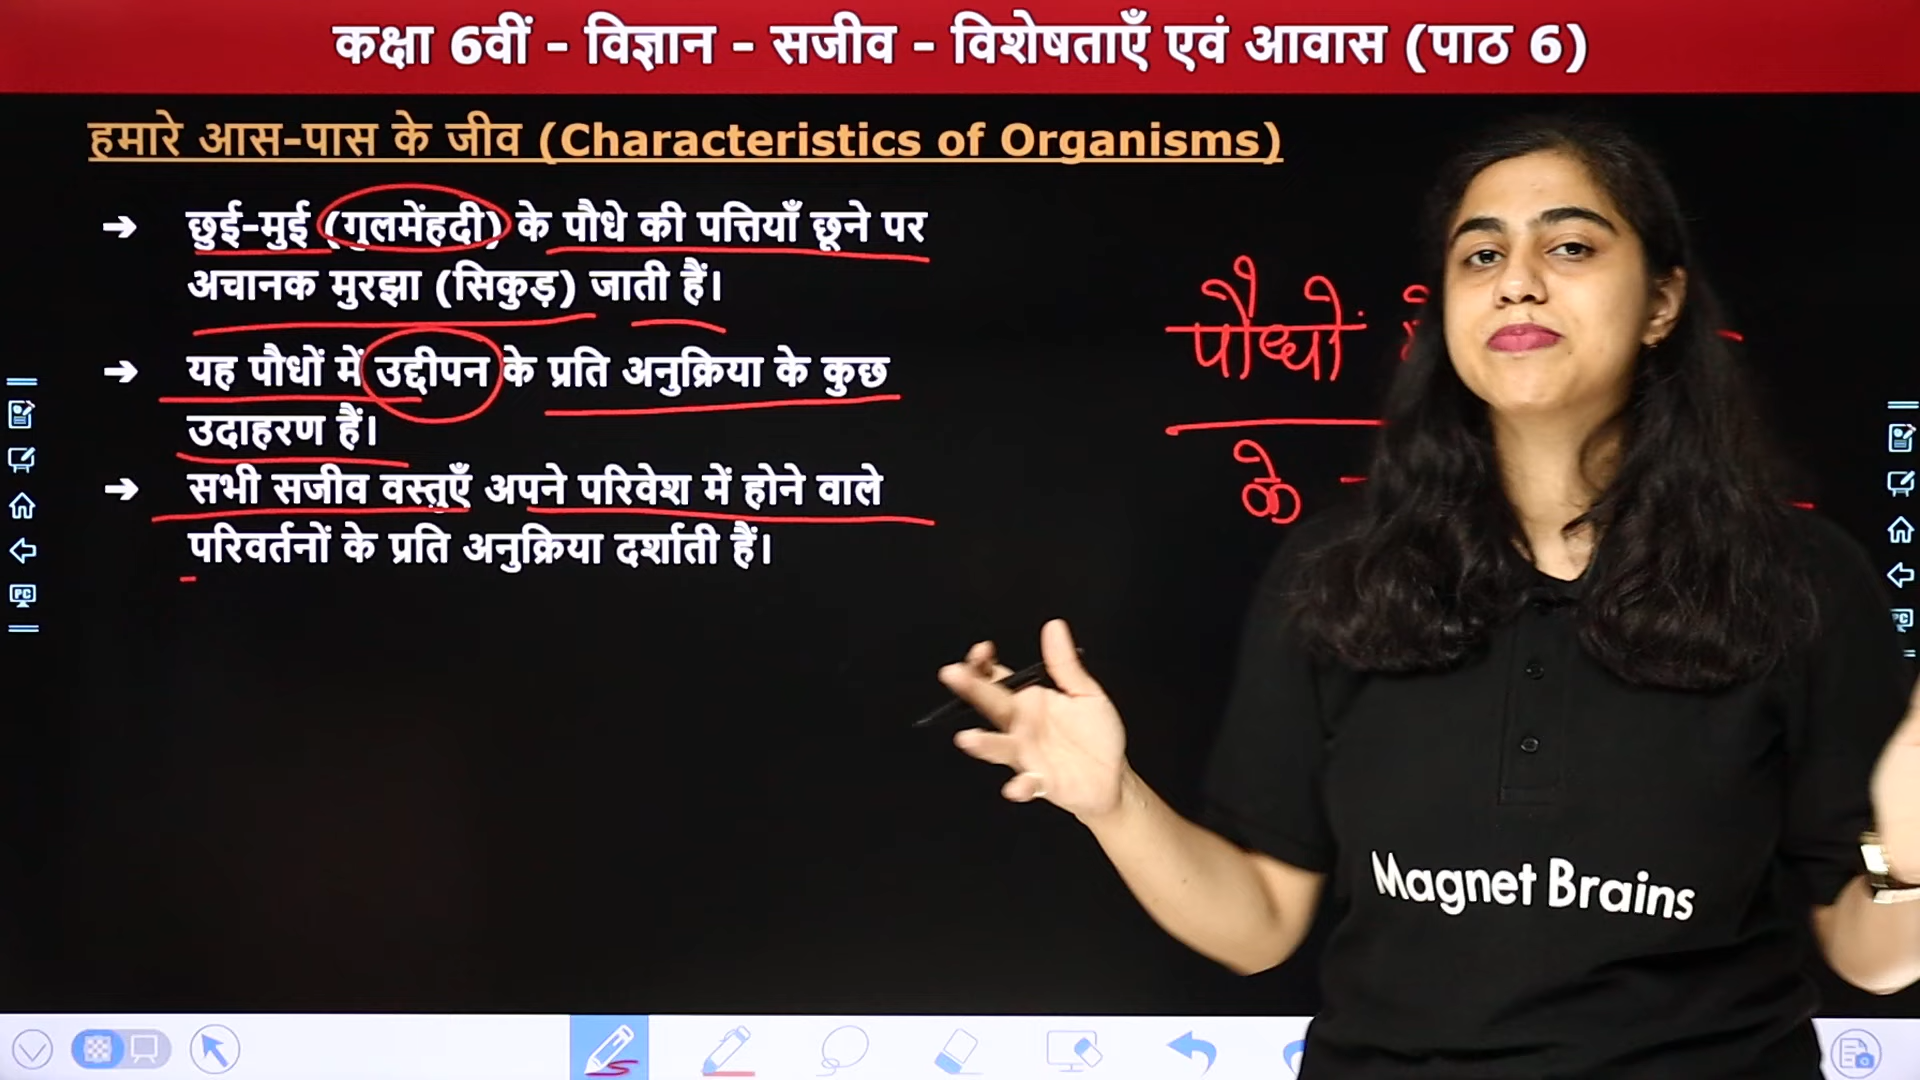 कक्षा 6वीं - विज्ञान - सजीव - विशेषताएँ एवं आवास (पाठ 6)
हमारे आस-पास के जीव (Characteristics of Organisms)
➔ छुई-मुई (गुलमेंहदी) के पौधे की पत्तियाँ छूने पर
अचानक मुरझा (सिकुड़) जाती हैं।
➔ यह पौधों में उद्दीपन के प्रति अनुक्रिया के कुछ
उदाहरण हैं।
➔ सभी सजीव वस्तुएँ अपने परिवेश में होने वाले
परिवर्तनों के प्रति अनुक्रिया दर्शाती हैं।
पौधों
के
Magnet Brains
PC
PC